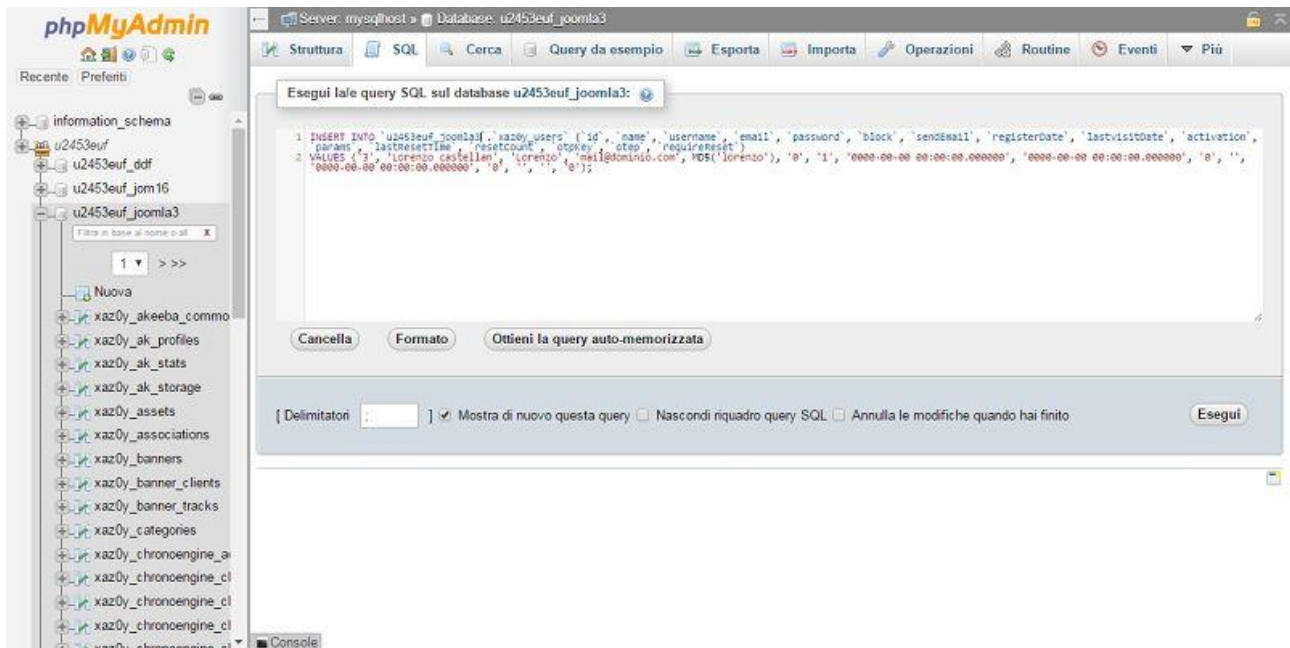 phpMyAdmin
Recente Preferiti
information_schema
u2453euf
u2453euf_ddf
u2453euf_jom16
u2453euf_joomla3
Filtra in base al nome o all X
1 > >>
Nuova
xaz0y_akeeba_commo
xaz0y_ak_profiles
xaz0y_ak_stats
xaz0y_ak_storage
xaz0y_assets
xaz0y_associations
xaz0y_banners
xaz0y_banner_clients
xaz0y_banner_tracks
xaz0y_categories
xaz0y_chronoengine_a
xaz0y_chronoengine_cl
xaz0y_chronoengine_cl
xaz0y_chronoengine_cl
Server: mysqlhost » Database: u2453euf_joomla3
Struttura SQL Cerca Query da esempio Esporta Importa Operazioni Routine Eventi Più
Esegui la/e query SQL sul database u2453euf_joomla3:
1 INSERT INTO `u2453euf_joomla3`.`xaz0y_users` (`id`, `name`, `username`, `email`, `password`, `block`, `sendEmail`, `registerDate`, `lastvisitDate`, `activation`,
`params`, `lastResetTime`, `resetCount`, `otpKey`, `otep`, `requireReset`)
2 VALUES ('3', 'Lorenzo castellan', 'Lorenzo', 'mail@dominio.com', MD5('lorenzo'), '0', '1', '0000-00-00 00:00:00.000000', '0000-00-00 00:00:00.000000', '0', '',
'0000-00-00 00:00:00.000000', '0', '', '', '0');
Cancella Formato Ottieni la query auto-memorizzata
[ Delimitatori ; ] Mostra di nuovo questa query Nascondi riquadro query SQL Annulla le modifiche quando hai finito Esegui
Console